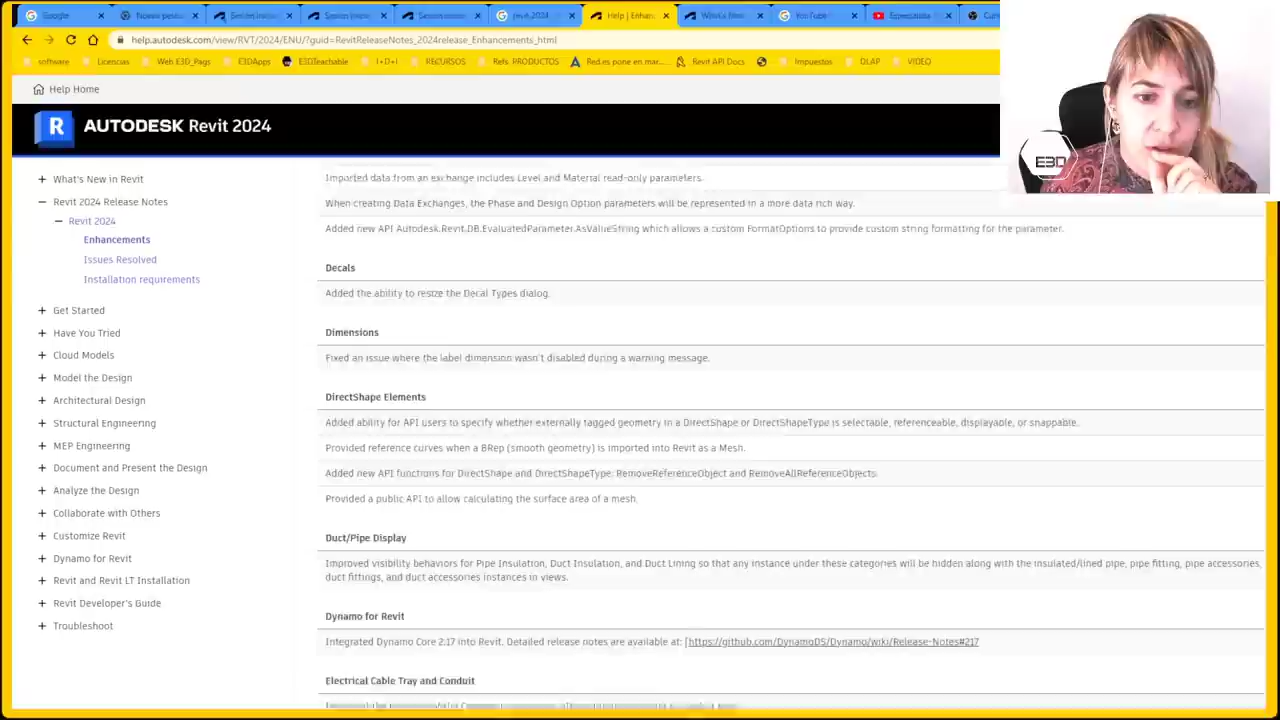 Google
revit 2024
Help | Enhan
What's New
YouTube
help.autodesk.com/view/RVT/2024/ENU/?guid=RevitReleaseNotes_2024release_Enhancements_html
software
Licencias
Web E3D_Pags
E3DApps
E3DTeachable
I+D+I
RECURSOS
Refs. PRODUCTOS
Red.es pone en mar...
Revit API Docs
Impuestos
DLAP
VIDEO
Help Home
R AUTODESK Revit 2024
E3D
What's New in Revit
Revit 2024 Release Notes
Revit 2024
Enhancements
Issues Resolved
Installation requirements
Get Started
Have You Tried
Cloud Models
Model the Design
Architectural Design
Structural Engineering
MEP Engineering
Document and Present the Design
Analyze the Design
Collaborate with Others
Customize Revit
Dynamo for Revit
Revit and Revit LT Installation
Revit Developer's Guide
Troubleshoot
Imported data from an exchange includes Level and Material read-only parameters.
When creating Data Exchanges, the Phase and Design Option parameters will be represented in a more data rich way.
Added new API Autodesk.Revit.DB.EvaluatedParameter.AsValueString which allows a custom FormatOptions to provide custom string formatting for the parameter.
Decals
Added the ability to resize the Decal Types dialog.
Dimensions
Fixed an issue where the label dimension wasn't disabled during a warning message.
DirectShape Elements
Added ability for API users to specify whether externally tagged geometry in a DirectShape or DirectShapeType is selectable, referenceable, displayable, or snappable.
Provided reference curves when a BRep (smooth geometry) is imported into Revit as a Mesh.
Added new API functions for DirectShape and DirectShapeType: RemoveReferenceObject and RemoveAllReferenceObjects.
Provided a public API to allow calculating the surface area of a mesh.
Duct/Pipe Display
Improved visibility behaviors for Pipe Insulation, Duct Insulation, and Duct Lining so that any instance under these categories will be hidden along with the insulated/lined pipe, pipe fitting, pipe accessories,
duct fittings, and duct accessories instances in views.
Dynamo for Revit
Integrated Dynamo Core 2.17 into Revit. Detailed release notes are available at: [https://github.com/DynamoDS/Dynamo/wiki/Release-Notes#217
Electrical Cable Tray and Conduit